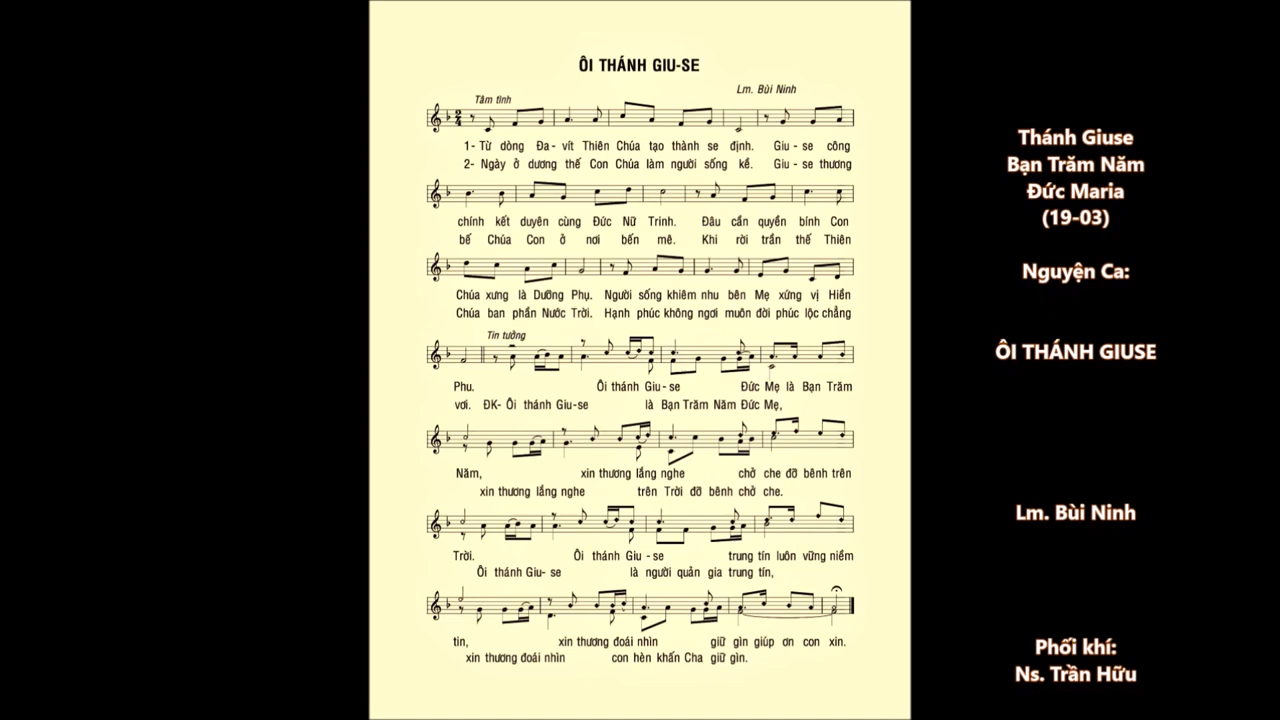 ÔI THÁNH GIU-SE
Lm. Bùi Ninh
Tâm tình
2
4
1- Từ dòng Đa- vít Thiên Chúa tạo thành se định. Giu - se công
2- Ngày ở dương thế Con Chúa làm người sống kề. Giu - se thương
chính kết duyên cùng Đức Nữ Trinh. Đâu cần quyền bính Con
bế Chúa Con ở nơi bến mê. Khi rời trần thế Thiên
Chúa xưng là Dưỡng Phụ. Người sống khiêm nhu bên Mẹ xứng vị Hiền
Chúa ban phần Nước Trời. Hạnh phúc không ngơi muôn đời phúc lộc chẳng
Tin tưởng
Phu. Ôi thánh Giu - se Đức Mẹ là Bạn Trăm
vơi. ĐK- Ôi thánh Giu - se là Bạn Trăm Năm Đức Mẹ,
Năm, xin thương lắng nghe chở che đỡ bênh trên
xin thương lắng nghe trên Trời đỡ bênh chở che.
Trời. Ôi thánh Giu - se trung tín luôn vững niềm
Ôi thánh Giu- se là người quản gia trung tín,
tin, xin thương đoái nhìn giữ gìn giúp ơn con xin.
xin thương đoái nhìn con hèn khấn Cha giữ gìn.
Thánh Giuse
Bạn Trăm Năm
Đức Maria
(19-03)
Nguyện Ca:
ÔI THÁNH GIUSE
Lm. Bùi Ninh
Phối khí:
Ns. Trần Hữu